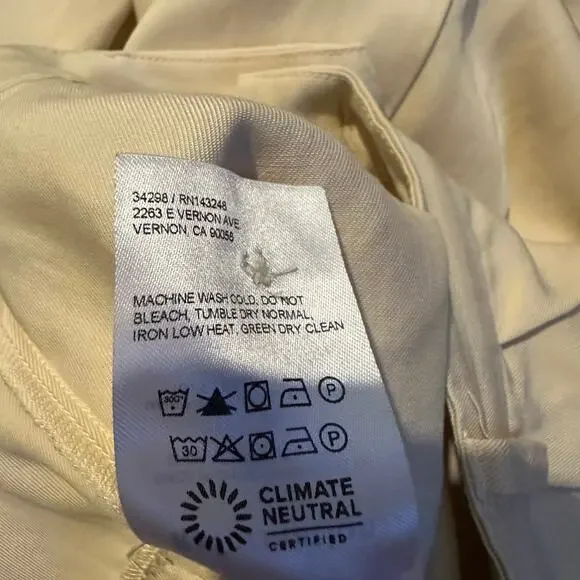 34298 / RN143248
2263 E VERNON AVE
VERNON, CA 90058
MACHINE WASH COLD, DO NOT
BLEACH, TUMBLE DRY NORMAL,
IRON LOW HEAT, GREEN DRY CLEAN
P
30 P
CLIMATE
NEUTRAL
CERTIFIED